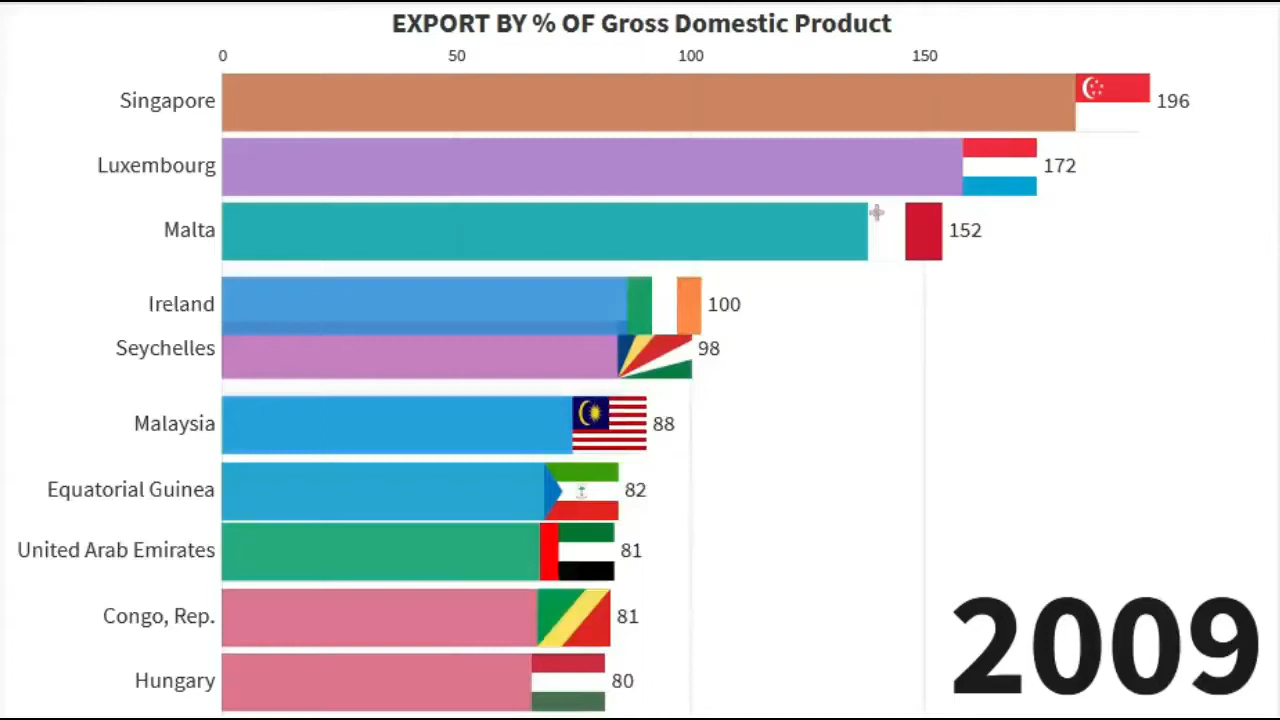 EXPORT BY % OF Gross Domestic Product
0 50 100 150
Singapore 196
Luxembourg 172
Malta 152
Ireland 100
Seychelles 98
Malaysia 88
Equatorial Guinea 82
United Arab Emirates 81
Congo, Rep. 81
Hungary 80
2009